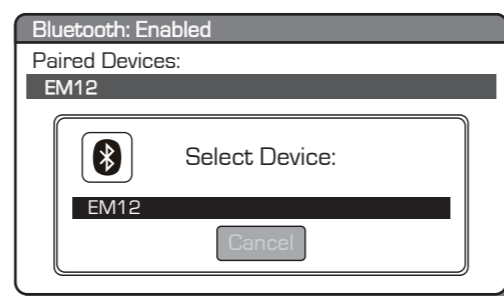 Bluetooth: Enabled
Paired Devices:
EM12
Select Device:
EM12
Cancel